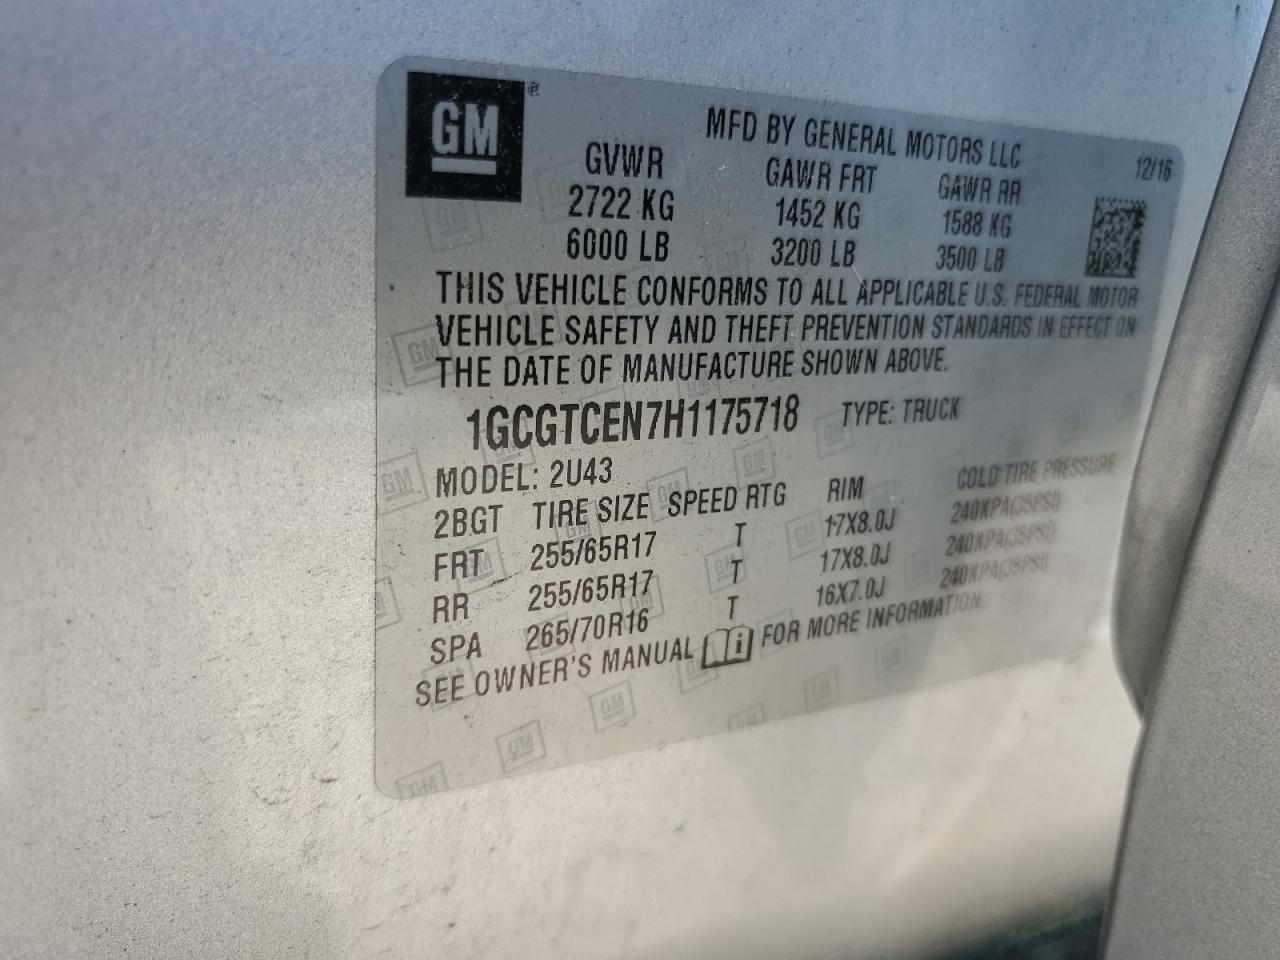 GM ®
MFD BY GENERAL MOTORS LLC
12/16
GVWR GAWR FRT GAWR RR
2722 KG 1452 KG 1588 KG
6000 LB 3200 LB 3500 LB
THIS VEHICLE CONFORMS TO ALL APPLICABLE U.S. FEDERAL MOTOR
VEHICLE SAFETY AND THEFT PREVENTION STANDARDS IN EFFECT ON
THE DATE OF MANUFACTURE SHOWN ABOVE.
1GCGTCEN7H1175718 TYPE: TRUCK
MODEL: 2U43
2BGT TIRE SIZE SPEED RTG RIM COLD TIRE PRESSURE
FRT 255/65R17 T 17X8.0J 240KPA(35PSI)
RR 255/65R17 T 17X8.0J 240KPA(35PSI)
SPA 265/70R16 T 16X7.0J 240KPA(35PSI)
SEE OWNER'S MANUAL FOR MORE INFORMATION.